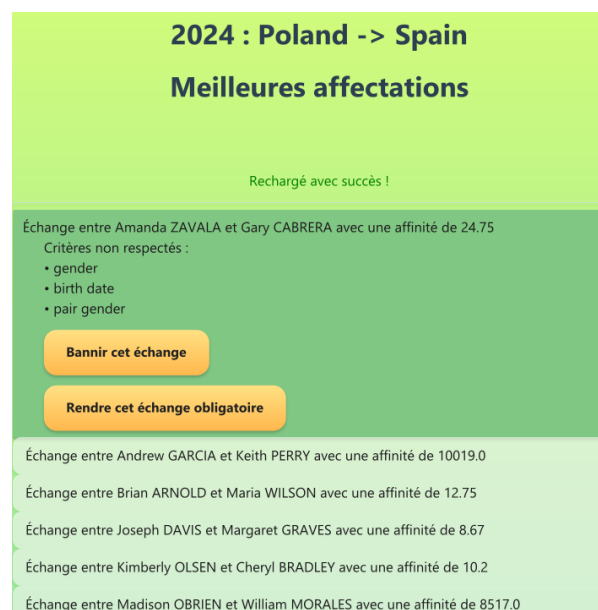 2024 : Poland -> Spain
Meilleures affectations
Rechargé avec succès !
Échange entre Amanda ZAVALA et Gary CABRERA avec une affinité de 24.75
Critères non respectés :
• gender
• birth date
• pair gender
Bannir cet échange
Rendre cet échange obligatoire
Échange entre Andrew GARCIA et Keith PERRY avec une affinité de 10019.0
Échange entre Brian ARNOLD et Maria WILSON avec une affinité de 12.75
Échange entre Joseph DAVIS et Margaret GRAVES avec une affinité de 8.67
Échange entre Kimberly OLSEN et Cheryl BRADLEY avec une affinité de 10.2
Échange entre Madison OBRIEN et William MORALES avec une affinité de 8517.0